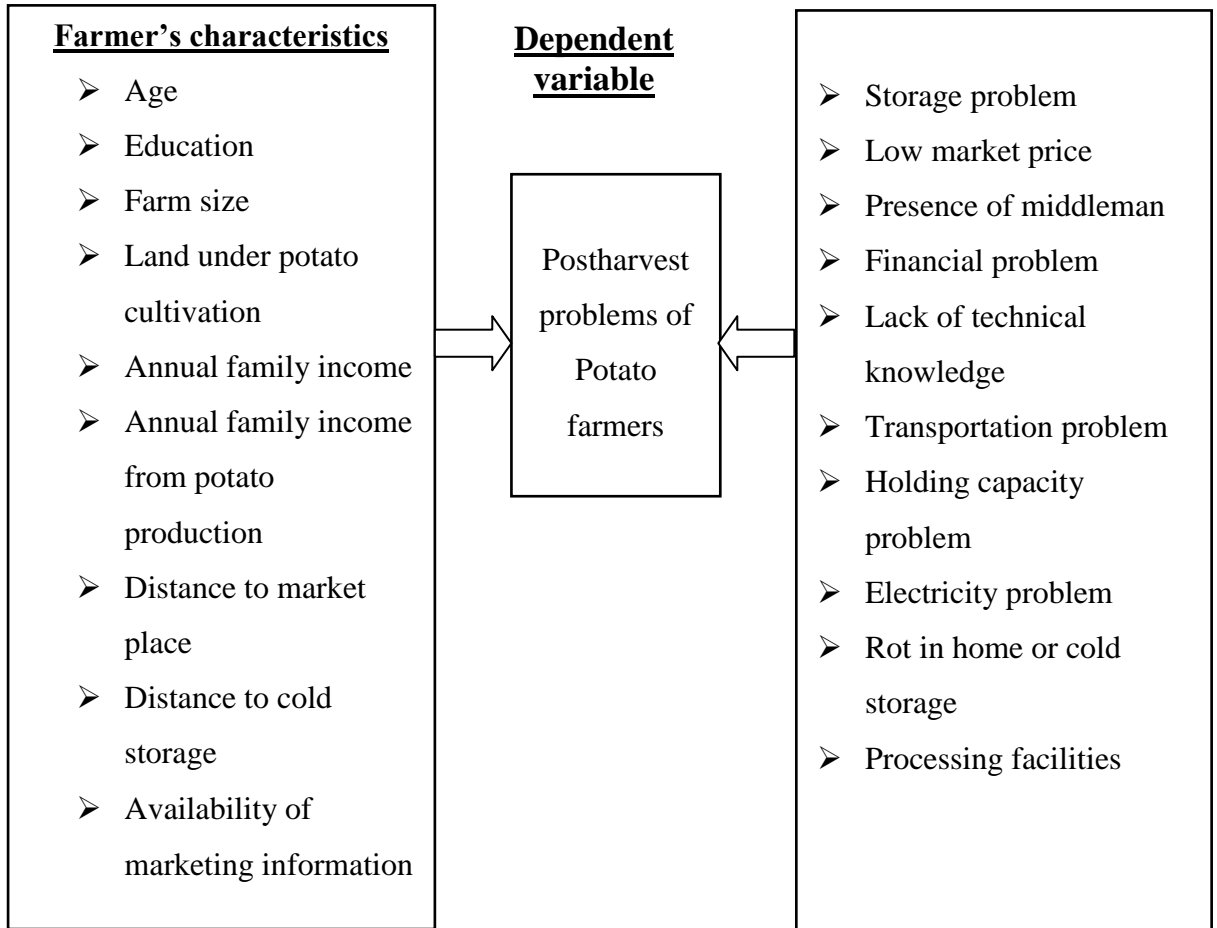 Farmer's characteristics
➢ Age
➢ Education
➢ Farm size
➢ Land under potato
cultivation
➢ Annual family income
➢ Annual family income
from potato
production
➢ Distance to market
place
➢ Distance to cold
storage
➢ Availability of
marketing information
Dependent
variable
Postharvest
problems of
Potato
farmers
➢ Storage problem
➢ Low market price
➢ Presence of middleman
➢ Financial problem
➢ Lack of technical
knowledge
➢ Transportation problem
➢ Holding capacity
problem
➢ Electricity problem
➢ Rot in home or cold
storage
➢ Processing facilities